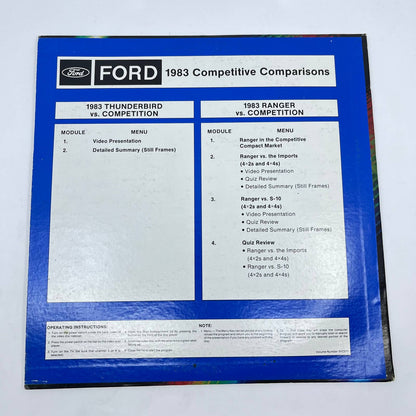 Ford
FORD
1983 Competitive Comparisons
1983 THUNDERBIRD
vs. COMPETITION
MODULE MENU
1. Video Presentation
2. Detailed Summary (Still Frames)
1983 RANGER
vs. COMPETITION
MODULE MENU
1. Ranger in the Competitive
Compact Market
2. Ranger vs. the Imports
(4×2s and 4×4s)
• Video Presentation
• Quiz Review
• Detailed Summary (Still Frames)
3. Ranger vs. S-10
(4×2s and 4×4s)
• Video Presentation
• Quiz Review
• Detailed Summary (Still Frames)
4. Quiz Review
• Ranger vs. the Imports
(4×2s and 4×4s)
• Ranger vs. S-10
(4×2s and 4×4s)
OPERATING INSTRUCTIONS:
NOTE:
Volume Number